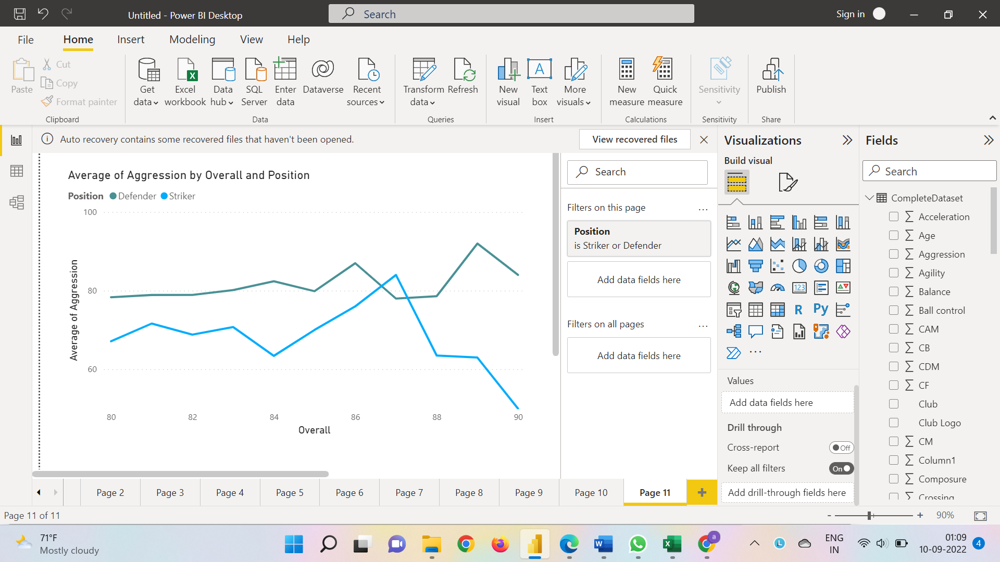 Untitled - Power BI Desktop
Search
Sign in
File
Home
Insert
Modeling
View
Help
Paste
Cut
Copy
Format painter
Clipboard
Get data
Excel workbook
Data hub
SQL Server
Enter data
Dataverse
Recent sources
Data
Transform data
Refresh
Queries
New visual
Text box
More visuals
Insert
New measure
Quick measure
Calculations
Sensitivity
Sensitivity
Publish
Share
Auto recovery contains some recovered files that haven't been opened.
View recovered files
Average of Aggression by Overall and Position
Position Defender Striker
100
80
60
Average of Aggression
80 82 84 86 88 90
Overall
Search
Filters on this page
...
Position
is Striker or Defender
Add data fields here
Filters on all pages
...
Add data fields here
Visualizations
Build visual
123
R
Py
...
Values
Add data fields here
Drill through
Cross-report
Off
Keep all filters
On
Add drill-through fields here
Fields
Search
CompleteDataset
Acceleration
Age
Aggression
Agility
Balance
Ball control
CAM
CB
CDM
CF
Club
Club Logo
CM
Column1
Composure
Crossing
Page 2
Page 3
Page 4
Page 5
Page 6
Page 7
Page 8
Page 9
Page 10
Page 11
+
Page 11 of 11
- + 90%
71°F
Mostly cloudy
ENG
IN
01:09
10-09-2022
4